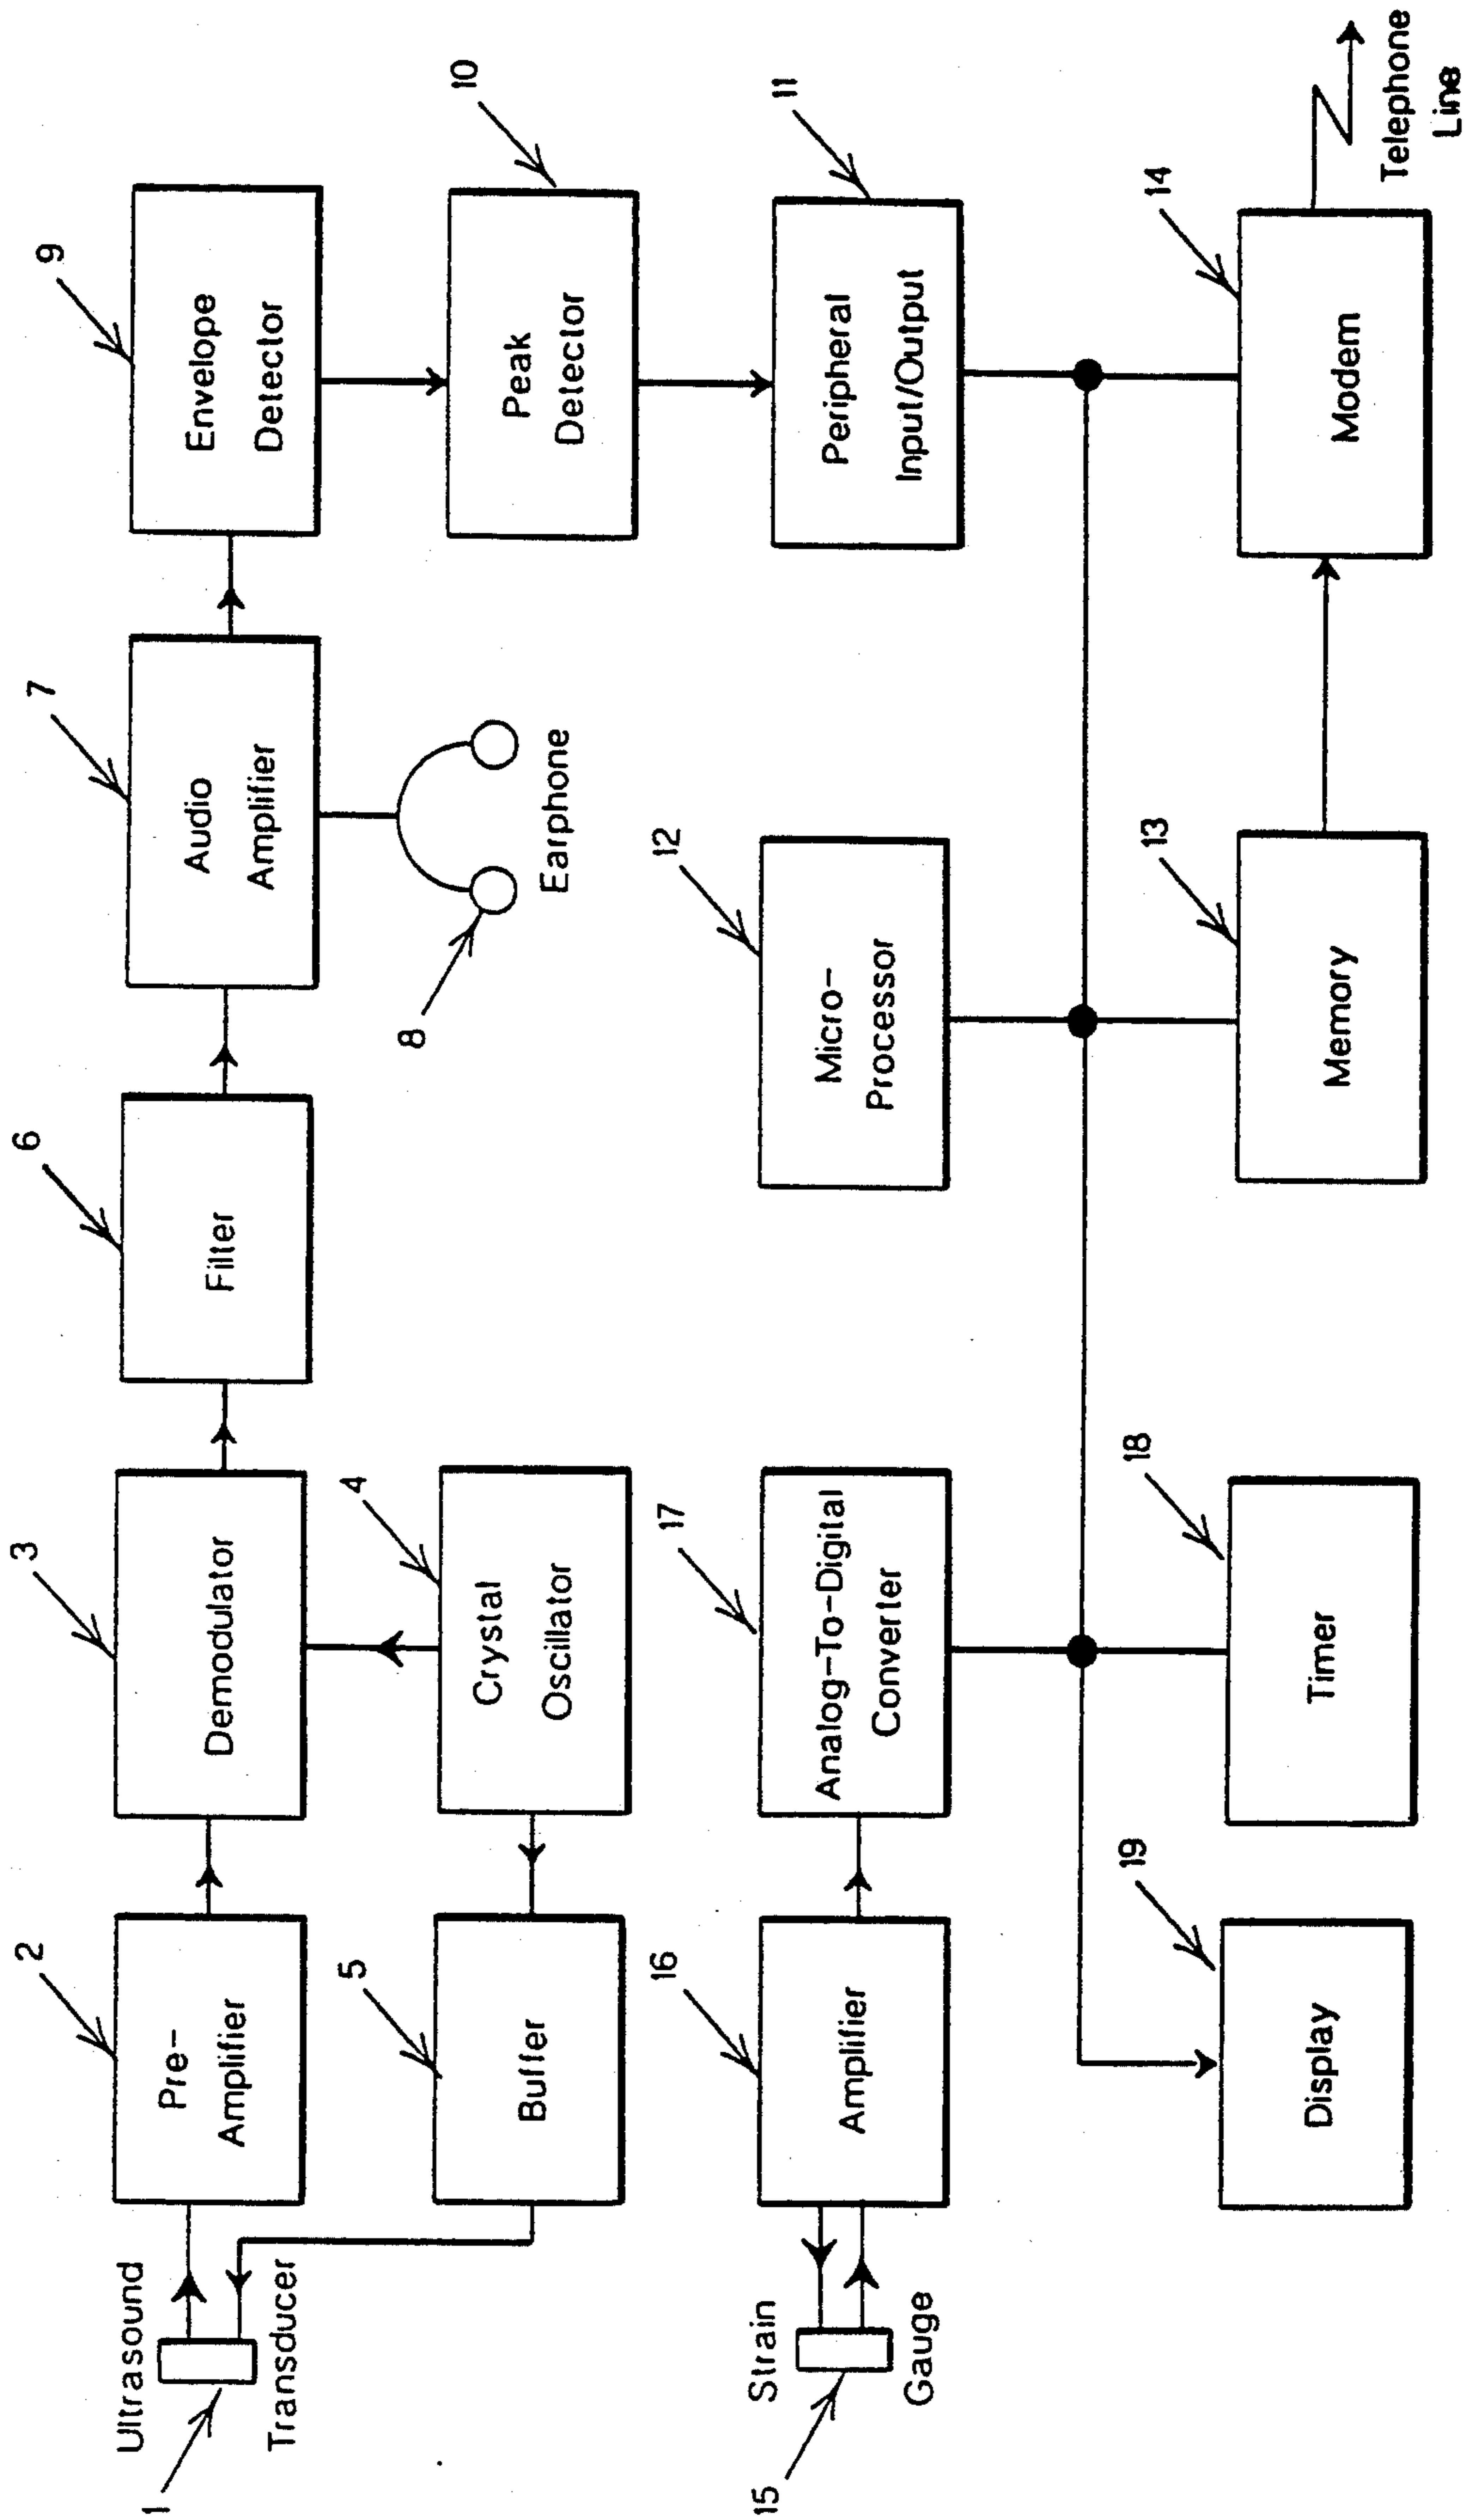 1
Ultrasound
Transducer
2
Pre-
Amplifier
3
Demodulator
6
Filter
7
Audio
Amplifier
9
Envelope
Detector
5
Buffer
4
Crystal
Oscillator
8
Earphone
10
Peak
Detector
15
Strain
Gauge
16
Amplifier
17
Analog-To-Digital
Converter
12
Micro-
Processor
11
Peripheral
Input/Output
19
Display
18
Timer
13
Memory
14
Modem
Telephone
Line